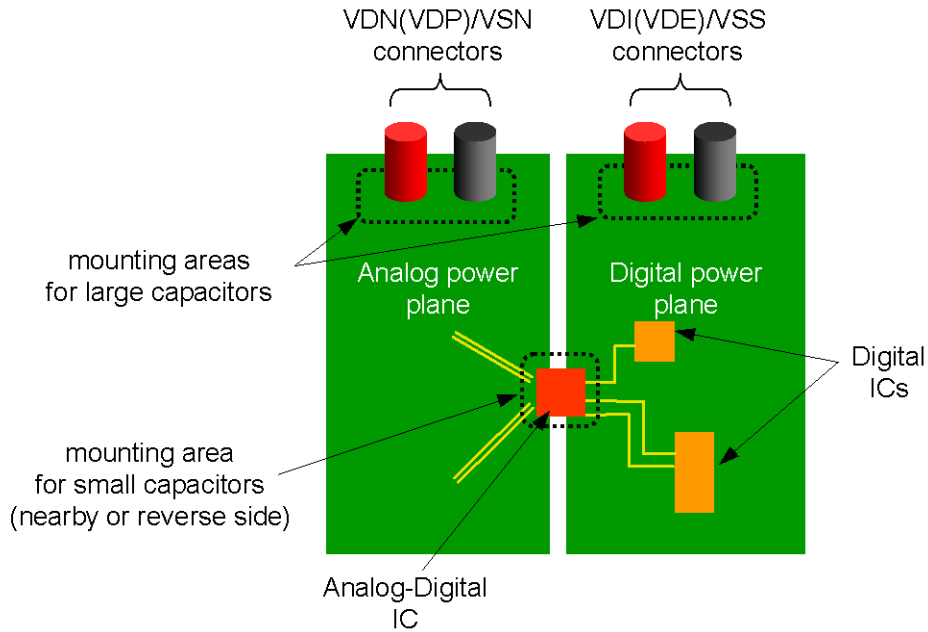 VDN(VDP)/VSN
connectors
VDI(VDE)/VSS
connectors
mounting areas
for large capacitors
Analog power
plane
Digital power
plane
Digital
ICs
mounting area
for small capacitors
(nearby or reverse side)
Analog-Digital
IC